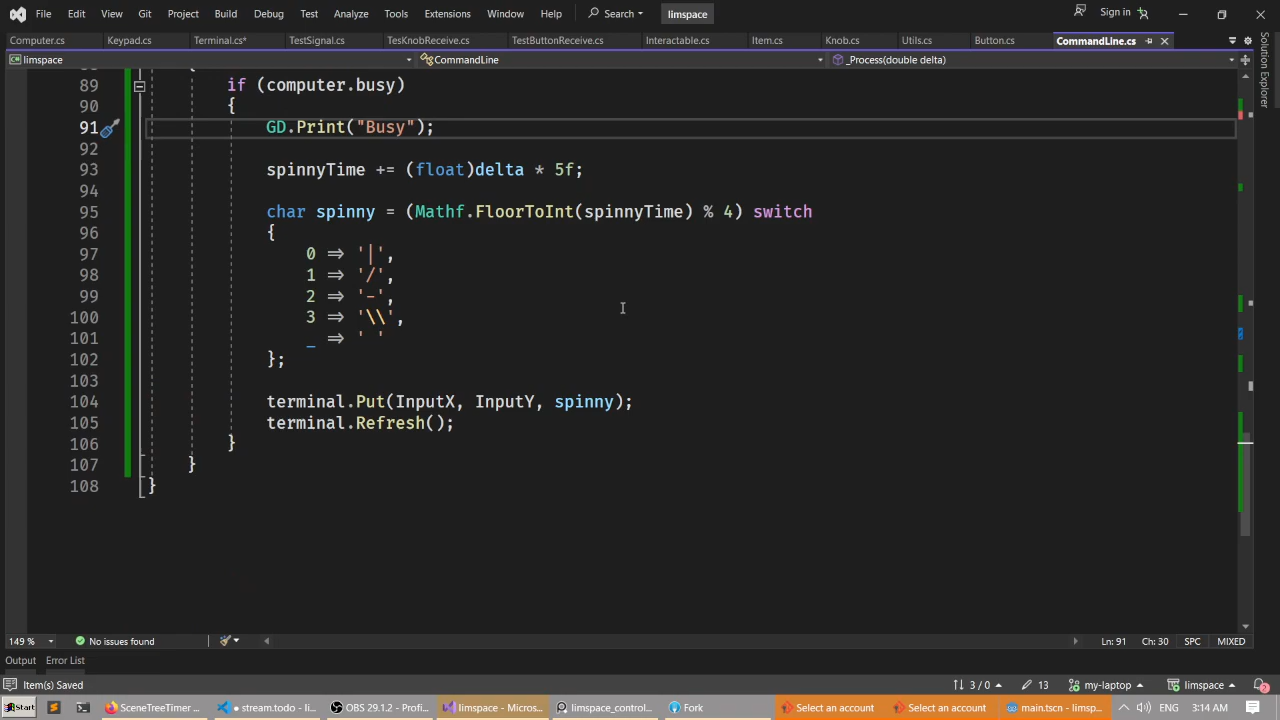 File Edit View Git Project Build Debug Test Analyze Tools Extensions Window Help Search limspace Sign in
Computer.cs Keypad.cs Terminal.cs* TestSignal.cs TesKnobReceive.cs TestButtonReceive.cs Interactable.cs Item.cs Knob.cs Utils.cs Button.cs CommandLine.cs
limspace CommandLine _Process(double delta)
Solution Explorer
89 if (computer.busy)
90 {
91 GD.Print("Busy");
92
93 spinnyTime += (float)delta * 5f;
94
95 char spinny = (Mathf.FloorToInt(spinnyTime) % 4) switch
96 {
97 0 => '|',
98 1 => '/',
99 2 => '-',
100 3 => '\\',
101 _ => ' '
102 };
103
104 terminal.Put(InputX, InputY, spinny);
105 terminal.Refresh();
106 }
107 }
108 }
149 % No issues found Ln: 91 Ch: 30 SPC MIXED
Output Error List
Item(s) Saved 3 / 0 13 my-laptop limspace 2
Start SceneTreeTimer ... stream.todo - li... OBS 29.1.2 - Profi... limspace - Micros... limspace_control... Fork Select an account Select an account main.tscn - limsp... ENG 3:14 AM